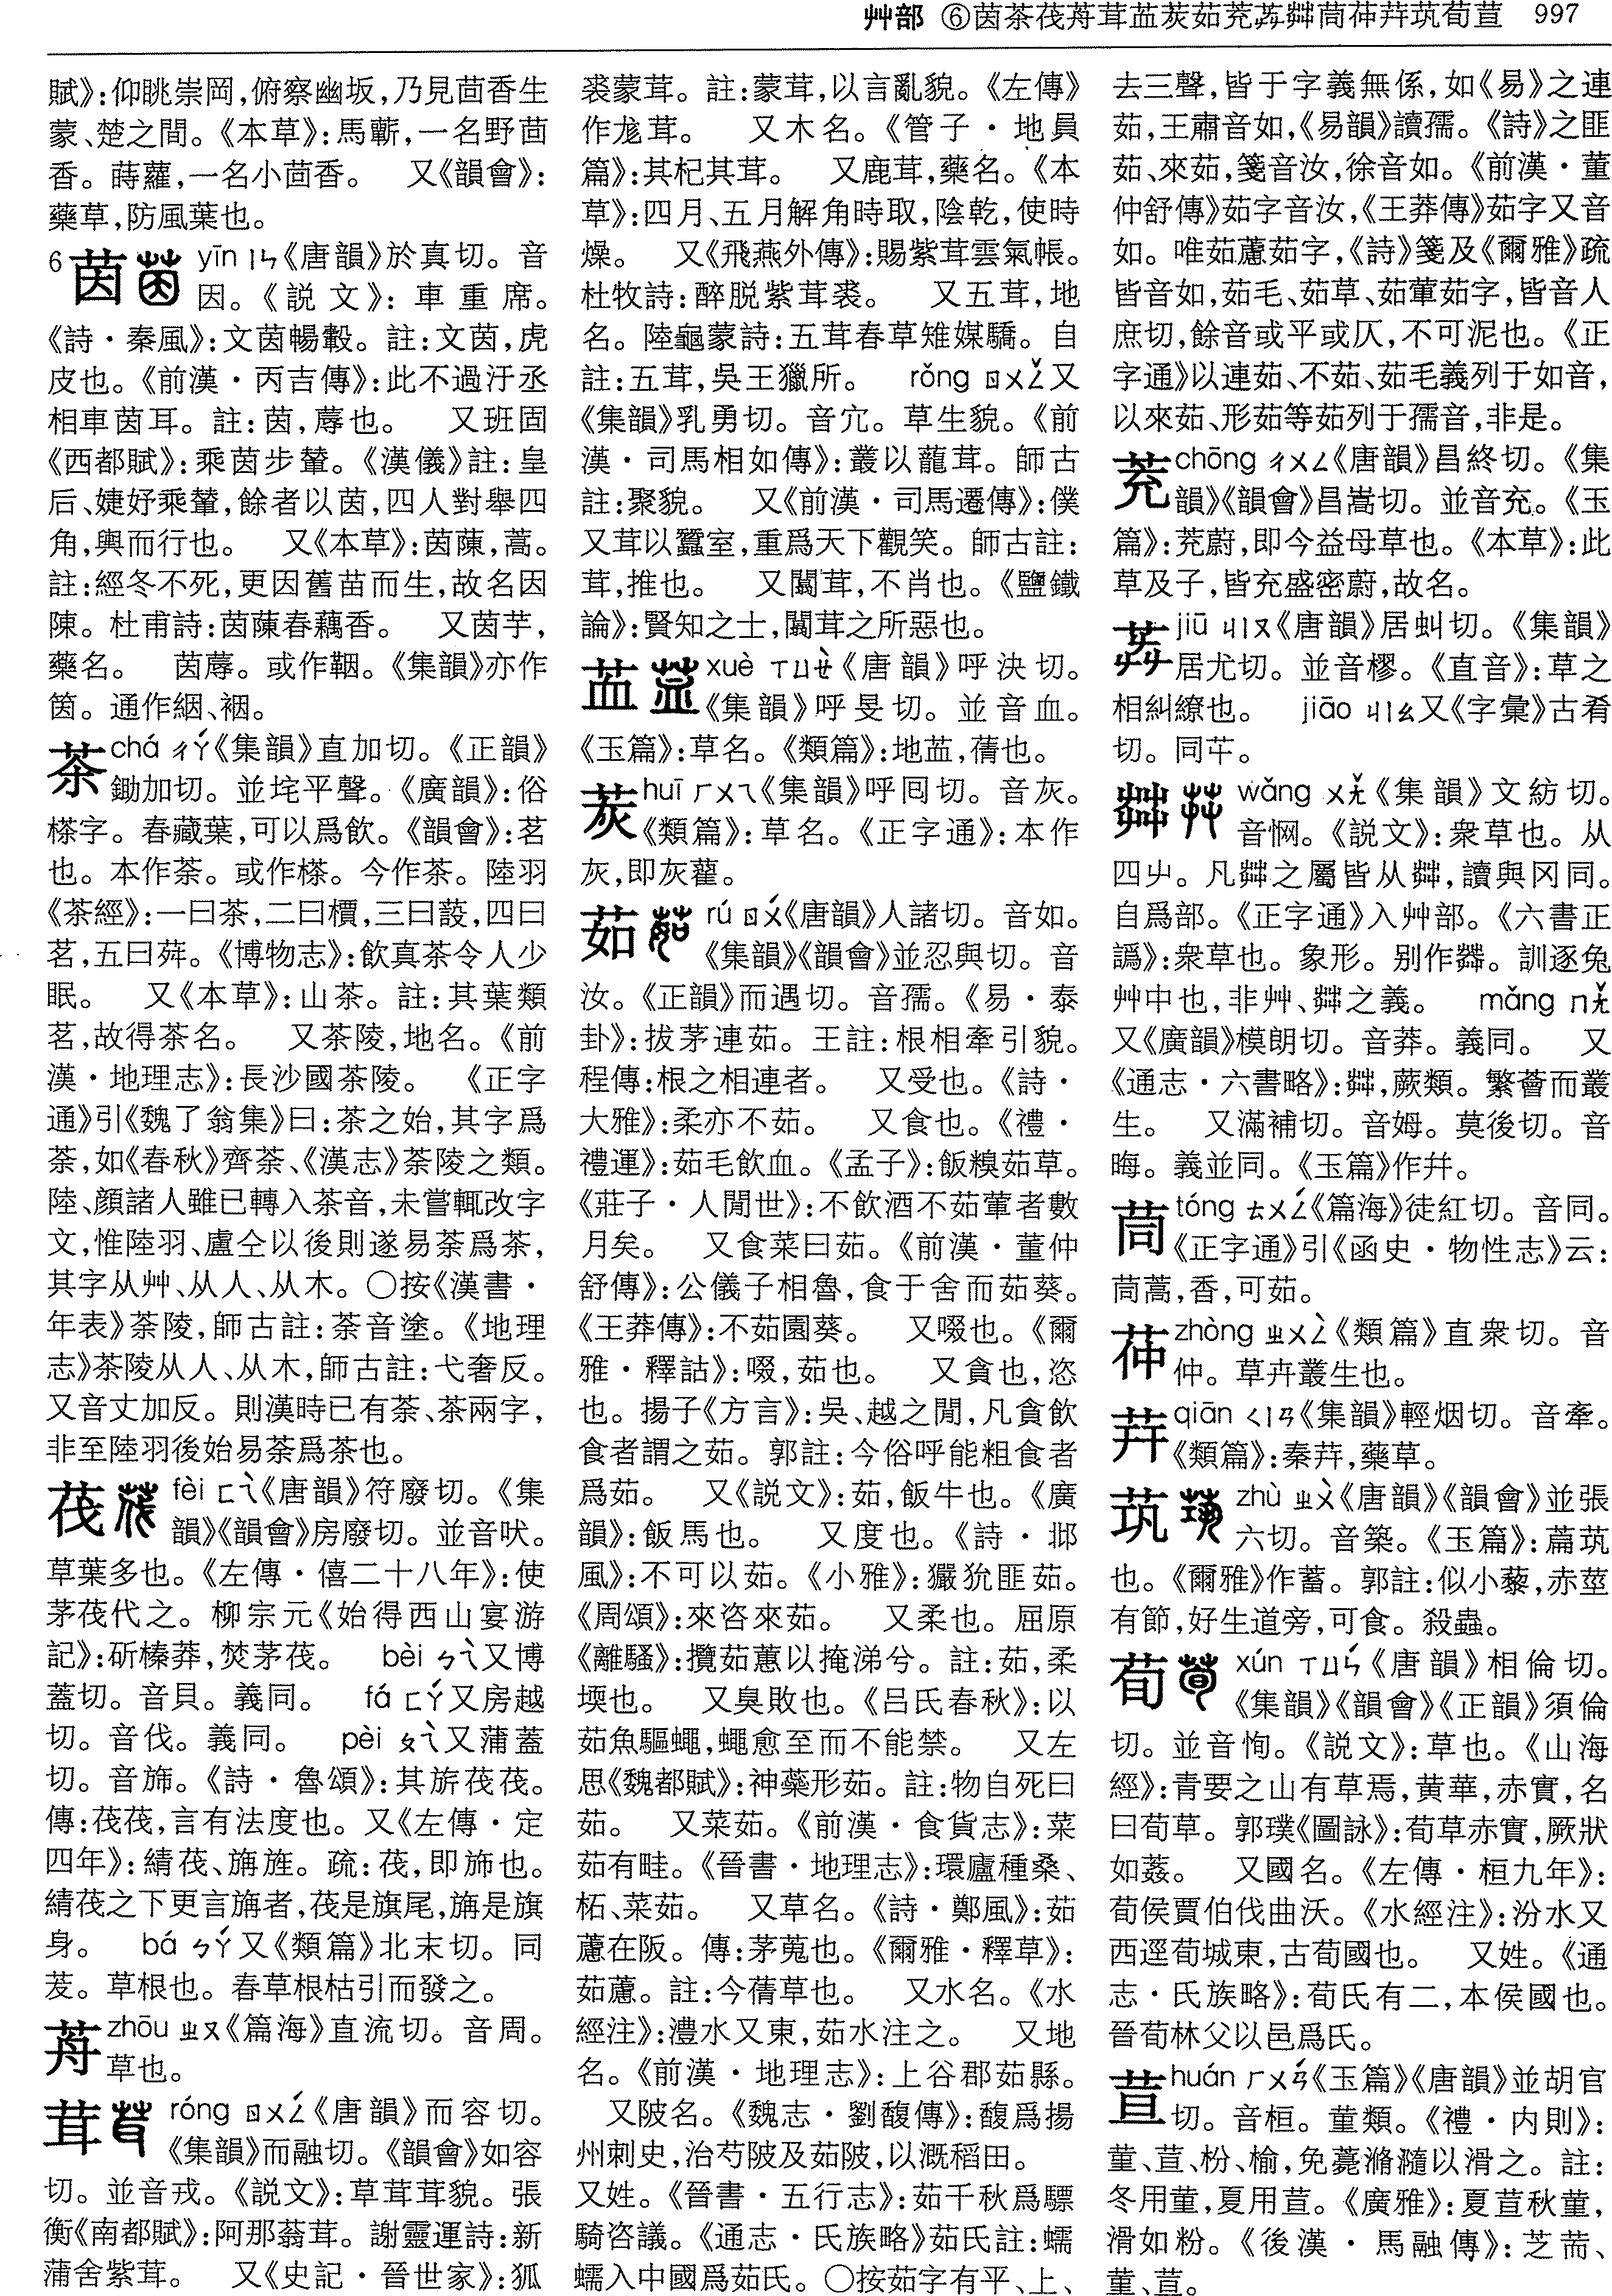 艸部 ⑥茵茶茷荓茸䓌茭茹茺茻茼茽荓茿荀荁 997
賦》:仰眺崇岡,俯察幽坂,乃見茴香生
蒙、楚之間。《本草》:馬蘄,一名野茴
香。蒔蘿,一名小茴香。 又《韻會》:
藥草,防風葉也。
6 茵 yīn ㄧㄣ《唐韻》於真切。音
因。《説文》:車重席。
《詩·秦風》:文茵暢轂。註:文茵,虎
皮也。《前漢·丙吉傳》:此不過汙丞
相車茵耳。註:茵,蓐也。 又班固
《西都賦》:乘茵步輦。《漢儀》註:皇
后、婕妤乘輦,餘者以茵,四人對舉四
角,輿而行也。 又《本草》:茵蔯,蒿。
註:經冬不死,更因舊苗而生,故名因
陳。杜甫詩:茵蔯春藕香。 又茵芋,
藥名。 茵蓐。或作鞇。《集韻》亦作
筃。通作絪、裀。
茶 chá ㄔㄚˊ《集韻》直加切。《正韻》
鋤加切。並垞平聲。《廣韻》:俗
㮆字。春藏葉,可以爲飲。《韻會》:茗
也。本作荼。或作㮆。今作茶。陸羽
《茶經》:一曰茶,二曰檟,三曰蔎,四曰
茗,五曰荈。《博物志》:飲真茶令人少
眠。 又《本草》:山茶。註:其葉類
茗,故得茶名。 又茶陵,地名。《前
漢·地理志》:長沙國茶陵。 《正字
通》引《魏了翁集》曰:茶之始,其字爲
荼,如《春秋》齊荼、《漢志》荼陵之類。
陸、顏諸人雖已轉入茶音,未嘗輒改字
文,惟陸羽、盧仝以後則遂易荼爲茶,
其字从艸、从人、从木。〇按《漢書·
年表》荼陵,師古註:荼音塗。《地理
志》茶陵从人、从木,師古註:弋奢反。
又音丈加反。則漢時已有荼、茶兩字,
非至陸羽後始易荼爲茶也。
茷 fèi ㄈㄟˋ《唐韻》符廢切。《集
韻》《韻會》房廢切。並音吠。
草葉多也。《左傳·僖二十八年》:使
茅茷代之。柳宗元《始得西山宴游
記》:斫榛莽,焚茅茷。 bèi ㄅㄟˋ又博
蓋切。音貝。義同。 fá ㄈㄚˊ又房越
切。音伐。義同。 pèi ㄆㄟˋ又蒲蓋
切。音旆。《詩·魯頌》:其旂茷茷。
傳:茷茷,言有法度也。又《左傳·定
四年》:綪茷、旃旌。疏:茷,即旆也。
綪茷之下更言旃者,茷是旗尾,旃是旗
身。 bá ㄅㄚˊ又《類篇》北末切。同
茇。草根也。春草根枯引而發之。
zhōu ㄓㄡ《篇海》直流切。音周。
草也。
茸 róng ㄖㄨㄥˊ《唐韻》而容切。
《集韻》而融切。《韻會》如容
切。並音戎。《説文》:草茸茸貌。張
衡《南都賦》:阿那蓊茸。謝靈運詩:新
蒲含紫茸。 又《史記·晉世家》:狐
裘蒙茸。註:蒙茸,以言亂貌。《左傳》
作尨茸。 又木名。《管子·地員
篇》:其杞其茸。 又鹿茸,藥名。《本
草》:四月、五月解角時取,陰乾,使時
燥。 又《飛燕外傳》:賜紫茸雲氣帳。
杜牧詩:醉脱紫茸裘。 又五茸,地
名。陸龜蒙詩:五茸春草雉媒驕。自
註:五茸,吳王獵所。 rǒng ㄖㄨㄥˇ又
《集韻》乳勇切。音宂。草生貌。《前
漢·司馬相如傳》:叢以蘢茸。師古
註:聚貌。 又《前漢·司馬遷傳》:僕
又茸以蠶室,重爲天下觀笑。師古註:
茸,推也。 又闒茸,不肖也。《鹽鐵
論》:賢知之士,闒茸之所惡也。
䓌 xuè ㄒㄩㄝˋ《唐韻》呼決切。
《集韻》呼㫐切。並音血。
《玉篇》:草名。《類篇》:地䓌,蒨也。
huī ㄏㄨㄟ《集韻》呼囘切。音灰。
《類篇》:草名。《正字通》:本作
灰,即灰藋。
茹 rú ㄖㄨˊ《唐韻》人諸切。音如。
《集韻》《韻會》並忍與切。音
汝。《正韻》而遇切。音孺。《易·泰
卦》:拔茅連茹。王註:根相牽引貌。
程傳:根之相連者。 又受也。《詩·
大雅》:柔亦不茹。 又食也。《禮·
禮運》:茹毛飲血。《孟子》:飯糗茹草。
《莊子·人閒世》:不飲酒不茹葷者數
月矣。 又食菜曰茹。《前漢·董仲
舒傳》:公儀子相魯,食于舍而茹葵。
《王莽傳》:不茹園葵。 又啜也。《爾
雅·釋詁》:啜,茹也。 又貪也,恣
也。揚子《方言》:吳、越之閒,凡貪飲
食者謂之茹。郭註:今俗呼能粗食者
爲茹。 又《説文》:茹,飯牛也。《廣
韻》:飯馬也。 又度也。《詩·邶
風》:不可以茹。《小雅》:玁狁匪茹。
《周頌》:來咨來茹。 又柔也。屈原
《離騷》:攬茹蕙以掩涕兮。註:茹,柔
㮕也。 又臭敗也。《吕氏春秋》:以
茹魚驅蠅,蠅愈至而不能禁。 又左
思《魏都賦》:神蘂形茹。註:物自死曰
茹。 又菜茹。《前漢·食貨志》:菜
茹有畦。《晉書·地理志》:環廬種桑、
柘、菜茹。 又草名。《詩·鄭風》:茹
藘在阪。傳:茅蒐也。《爾雅·釋草》:
茹藘。註:今蒨草也。 又水名。《水
經注》:澧水又東,茹水注之。 又地
名。《前漢·地理志》:上谷郡茹縣。
又陂名。《魏志·劉馥傳》:馥爲揚
州刺史,治芍陂及茹陂,以溉稻田。
又姓。《晉書·五行志》:茹千秋爲驃
騎咨議。《通志·氏族略》茹氏註:蠕
蠕入中國爲茹氏。〇按茹字有平、上、
去三聲,皆于字義無係,如《易》之連
茹,王肅音如,《易韻》讀孺。《詩》之匪
茹、來茹,箋音汝,徐音如。《前漢·董
仲舒傳》茹字音汝,《王莽傳》茹字又音
如。唯茹藘茹字,《詩》箋及《爾雅》疏
皆音如,茹毛、茹草、茹葷茹字,皆音人
庶切,餘音或平或仄,不可泥也。《正
字通》以連茹、不茹、茹毛義列于如音,
以來茹、形茹等茹列于孺音,非是。
茺 chōng ㄔㄨㄥ《唐韻》昌終切。《集
韻》《韻會》昌嵩切。並音充。《玉
篇》:茺蔚,即今益母草也。《本草》:此
草及子,皆充盛密蔚,故名。
jiū ㄐㄧㄡ《唐韻》居虯切。《集韻》
居尤切。並音樛。《直音》:草之
相糾繚也。 jiāo ㄐㄧㄠ又《字彙》古肴
切。同芉。
茻 wǎng ㄨㄤˇ《集韻》文紡切。
音惘。《説文》:衆草也。从
四屮。凡茻之屬皆从茻,讀與冈同。
自爲部。《正字通》入艸部。《六書正
譌》:衆草也。象形。别作莽。訓逐兔
艸中也,非艸、茻之義。 mǎng ㄇㄤˇ
又《廣韻》模朗切。音莽。義同。 又
《通志·六書略》:茻,蕨類。繁薈而叢
生。 又滿補切。音姆。莫後切。音
晦。義並同。《玉篇》作茻。
茼 tóng ㄊㄨㄥˊ《篇海》徒紅切。音同。
《正字通》引《函史·物性志》云:
茼蒿,香,可茹。
茽 zhòng ㄓㄨㄥˋ《類篇》直衆切。音
仲。草卉叢生也。
qiān ㄑㄧㄢ《集韻》輕烟切。音牽。
《類篇》:秦茾,藥草。
茿 zhù ㄓㄨˋ《唐韻》《韻會》並張
六切。音築。《玉篇》:萹茿
也。《爾雅》作蓄。郭註:似小藜,赤莖
有節,好生道旁,可食。殺蟲。
荀 xún ㄒㄩㄣˊ《唐韻》相倫切。
《集韻》《韻會》《正韻》須倫
切。並音恂。《説文》:草也。《山海
經》:青要之山有草焉,黄華,赤實,名
曰荀草。郭璞《圖詠》:荀草赤實,厥狀
如菱。 又國名。《左傳·桓九年》:
荀侯賈伯伐曲沃。《水經注》:汾水又
西逕荀城東,古荀國也。 又姓。《通
志·氏族略》:荀氏有二,本侯國也。
晉荀林父以邑爲氏。
荁 huán ㄏㄨㄢˊ《玉篇》《唐韻》並胡官
切。音桓。菫類。《禮·内則》:
菫、荁、枌、榆,免薧滫瀡以滑之。註:
冬用菫,夏用荁。《廣雅》:夏荁秋菫,
滑如粉。《後漢·馬融傳》:芝荋、
菫、荁。